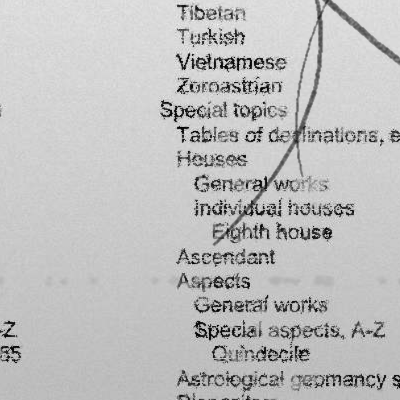 Tibetan
Turkish
Vietnamese
Zoroastrian
Special topics
Tables of declinations, e
Houses
General works
Individual houses
Eighth house
Ascendant
Aspects
General works
-Z Special aspects, A-Z
85 Quindecile
Astrological geomancy s